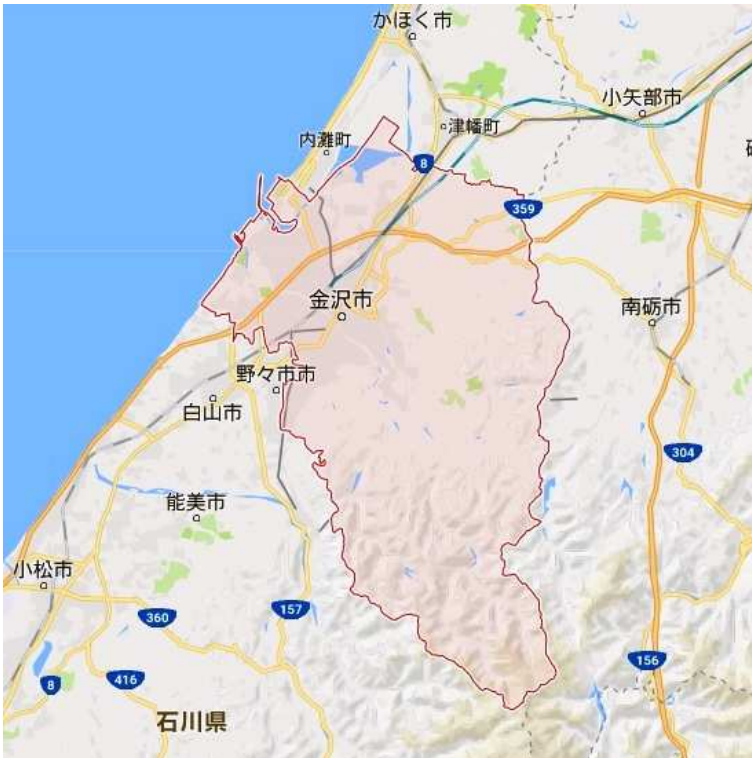 かほく市
小矢部市
津幡町
内灘町
8
359
金沢市
南砺市
野々市市
白山市
304
能美市
小松市
360
157
156
416
8
石川県